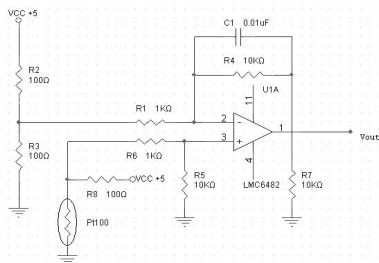 VCC +5
C1 0.01uF
R2
100Ω
R4 10KΩ
U1A
11
R1 1KΩ
2
-
1
Vout
R3
100Ω
R6 1KΩ
3
+
4
R8 100Ω
VCC +5
R5
10KΩ
LMC6482
R7
10KΩ
Pt100